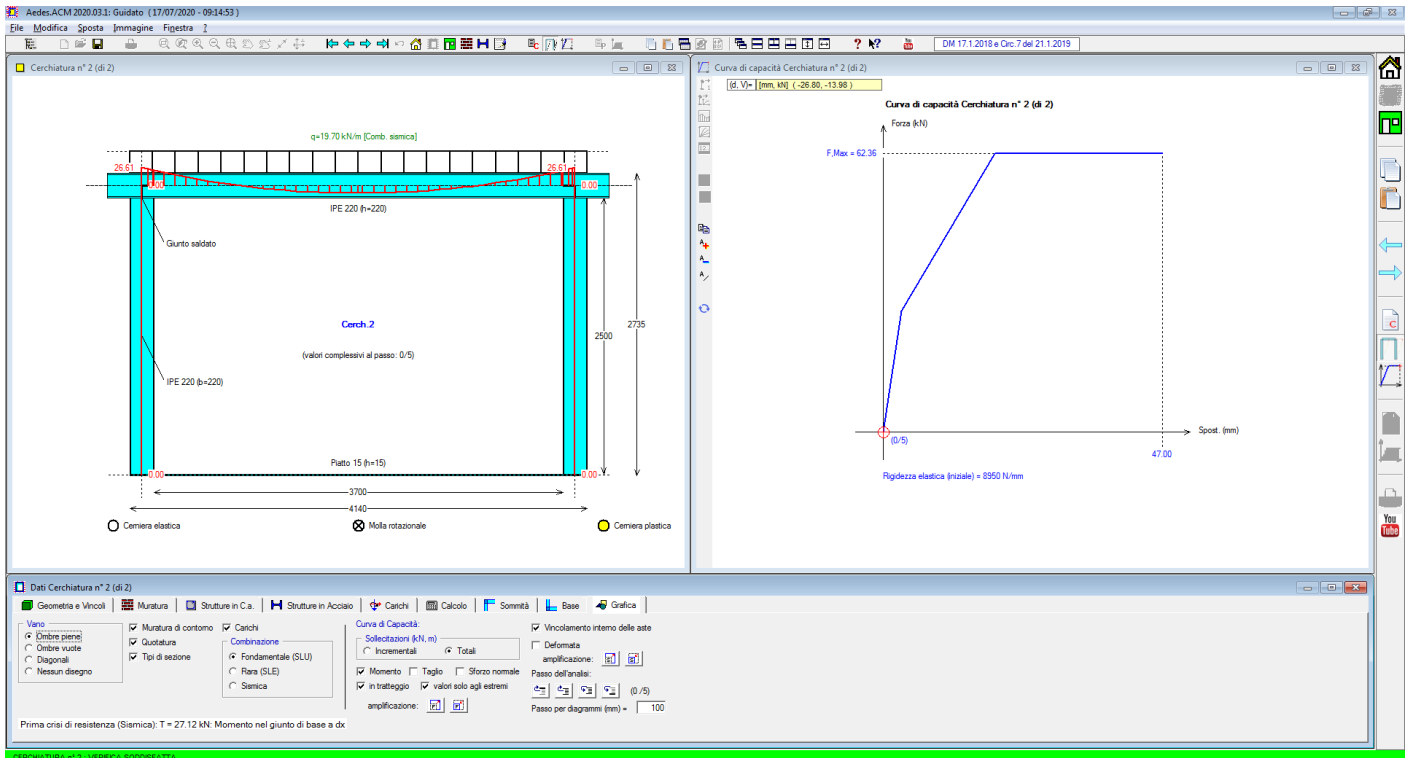 Aedes.ACM 2020.03.1: Guidato (17/07/2020 - 09:14:53)
File Modifica Sposta Immagine Finestra ?
DM 17.1.2018 e Circ.7 del 21.1.2019
Cerchiatura n° 2 (di 2)
q=19.70 kN/m [Comb. sismica]
26.61
26.61
0.00
0.00
IPE 220 (h=220)
Giunto saldato
Cerch.2
(valori complessivi al passo: 0/5)
2500
2735
IPE 220 (b=220)
Piatto 15 (h=15)
0.00
0.00
3700
4140
Cerniera elastica
Molla rotazionale
Cerniera plastica
Curva di capacità Cerchiatura n° 2 (di 2)
(d, V)= [mm, kN] ( -26.80, -13.98 )
Curva di capacità Cerchiatura n° 2 (di 2)
Forza (kN)
F,Max = 62.36
(0/5)
Spost. (mm)
47.00
Rigidezza elastica (iniziale) = 8950 N/mm
C
You
Tube
Dati Cerchiatura n° 2 (di 2)
Geometria e Vincoli Muratura Strutture in C.a. Strutture in Acciaio Carichi Calcolo Sommità Base Grafica
Vano
Ombre piene
Ombre vuote
Diagonali
Nessun disegno
Muratura di contorno
Quotatura
Tipi di sezione
Carichi
Combinazione
Fondamentale (SLU)
Rara (SLE)
Sismica
Curva di Capacità:
Sollecitazioni (kN, m)
Incrementali Totali
Momento Taglio Sforzo normale
in tratteggio valori solo agli estremi
amplificazione:
Vincolamento interno delle aste
Deformata
amplificazione:
Passo dell'analisi:
(0 /5)
Passo per diagrammi (mm) = 100
Prima crisi di resistenza (Sismica): T = 27.12 kN: Momento nel giunto di base a dx
CERCHIATURA n° 2 : VERIFICA SODDISFATTA